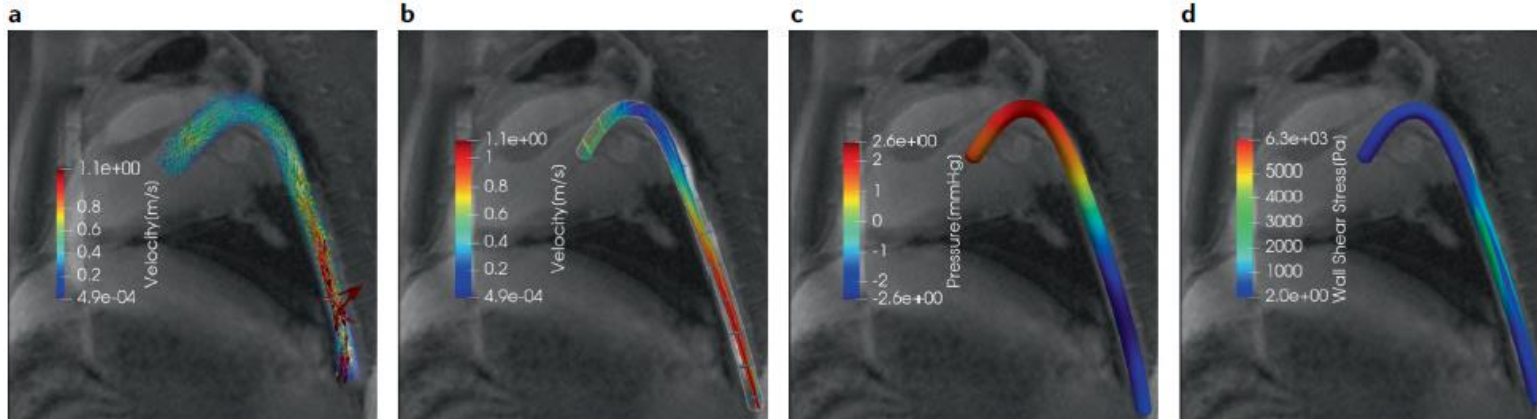 a
1.1e+00
0.8
0.6
0.4
0.2
4.9e-04
Velocity(m/s)
b
1.1e+00
1
0.8
0.6
0.4
0.2
4.9e-04
Velocity(m/s)
c
2.6e+00
2
1
0
-1
-2
-2.6e+00
Pressure(mmHg)
d
6.3e+03
5000
4000
3000
2000
1000
2.0e+00
Wall Shear Stress(Pa)